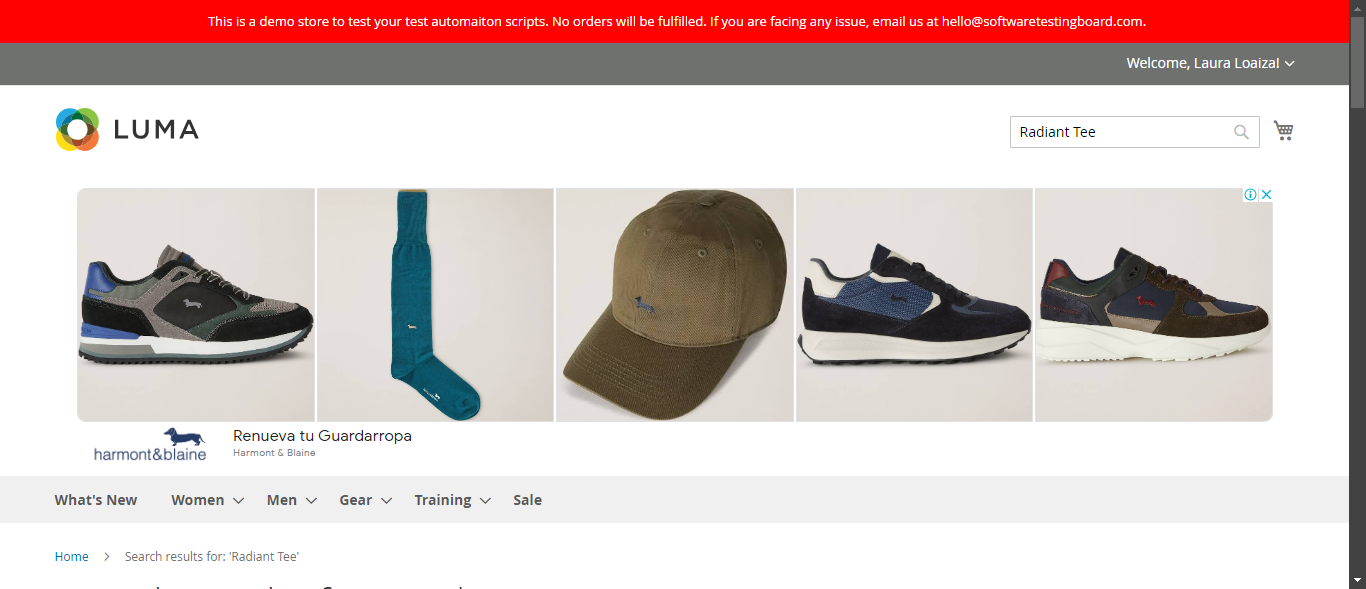 This is a demo store to test your test automaiton scripts. No orders will be fulfilled. If you are facing any issue, email us at hello@softwaretestingboard.com.
Welcome, Laura Loaiza!
LUMA
Radiant Tee
harmont&blaine
Renueva tu Guardarropa
Harmont & Blaine
What's New Women Men Gear Training Sale
Home > Search results for: 'Radiant Tee'